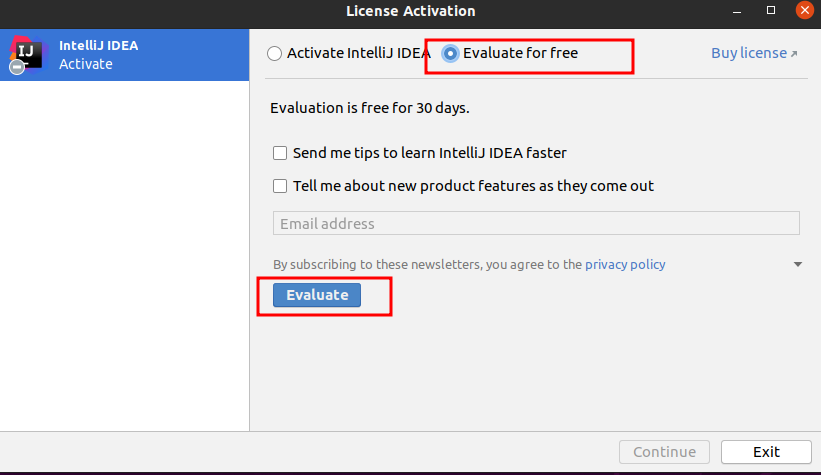 License Activation
IJ
IntelliJ IDEA
Activate
Activate IntelliJ IDEA
Evaluate for free
Buy license
Evaluation is free for 30 days.
Send me tips to learn IntelliJ IDEA faster
Tell me about new product features as they come out
Email address
By subscribing to these newsletters, you agree to the privacy policy
Evaluate
Continue
Exit